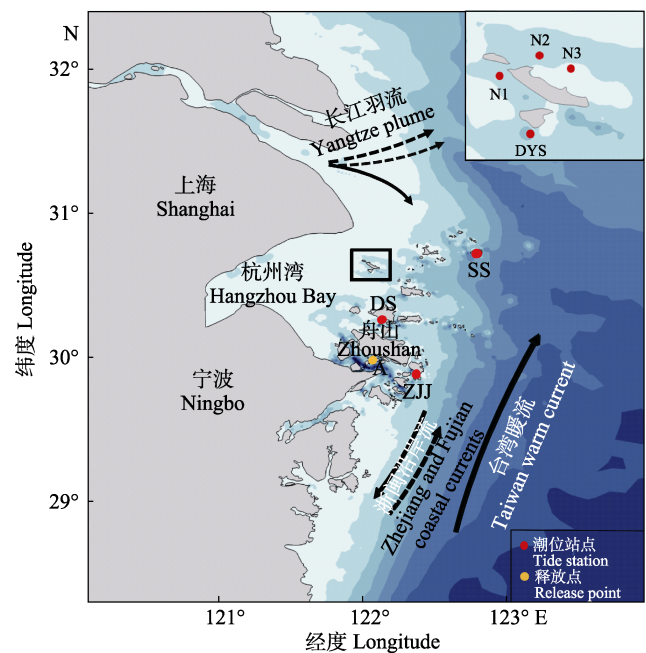 N
32°
31°
30°
29°
纬度 Longitude
121°
122°
123° E
经度 Longitude
长江羽流
Yangtze plume
上海
Shanghai
杭州湾
Hangzhou Bay
宁波
Ningbo
DS
舟山
Zhoushan
A
ZJJ
SS
浙闽沿岸流
Zhejiang and Fujian
coastal currents
台湾暖流
Taiwan warm current
N2
N3
N1
DYS
潮位站点
Tide station
释放点
Release point